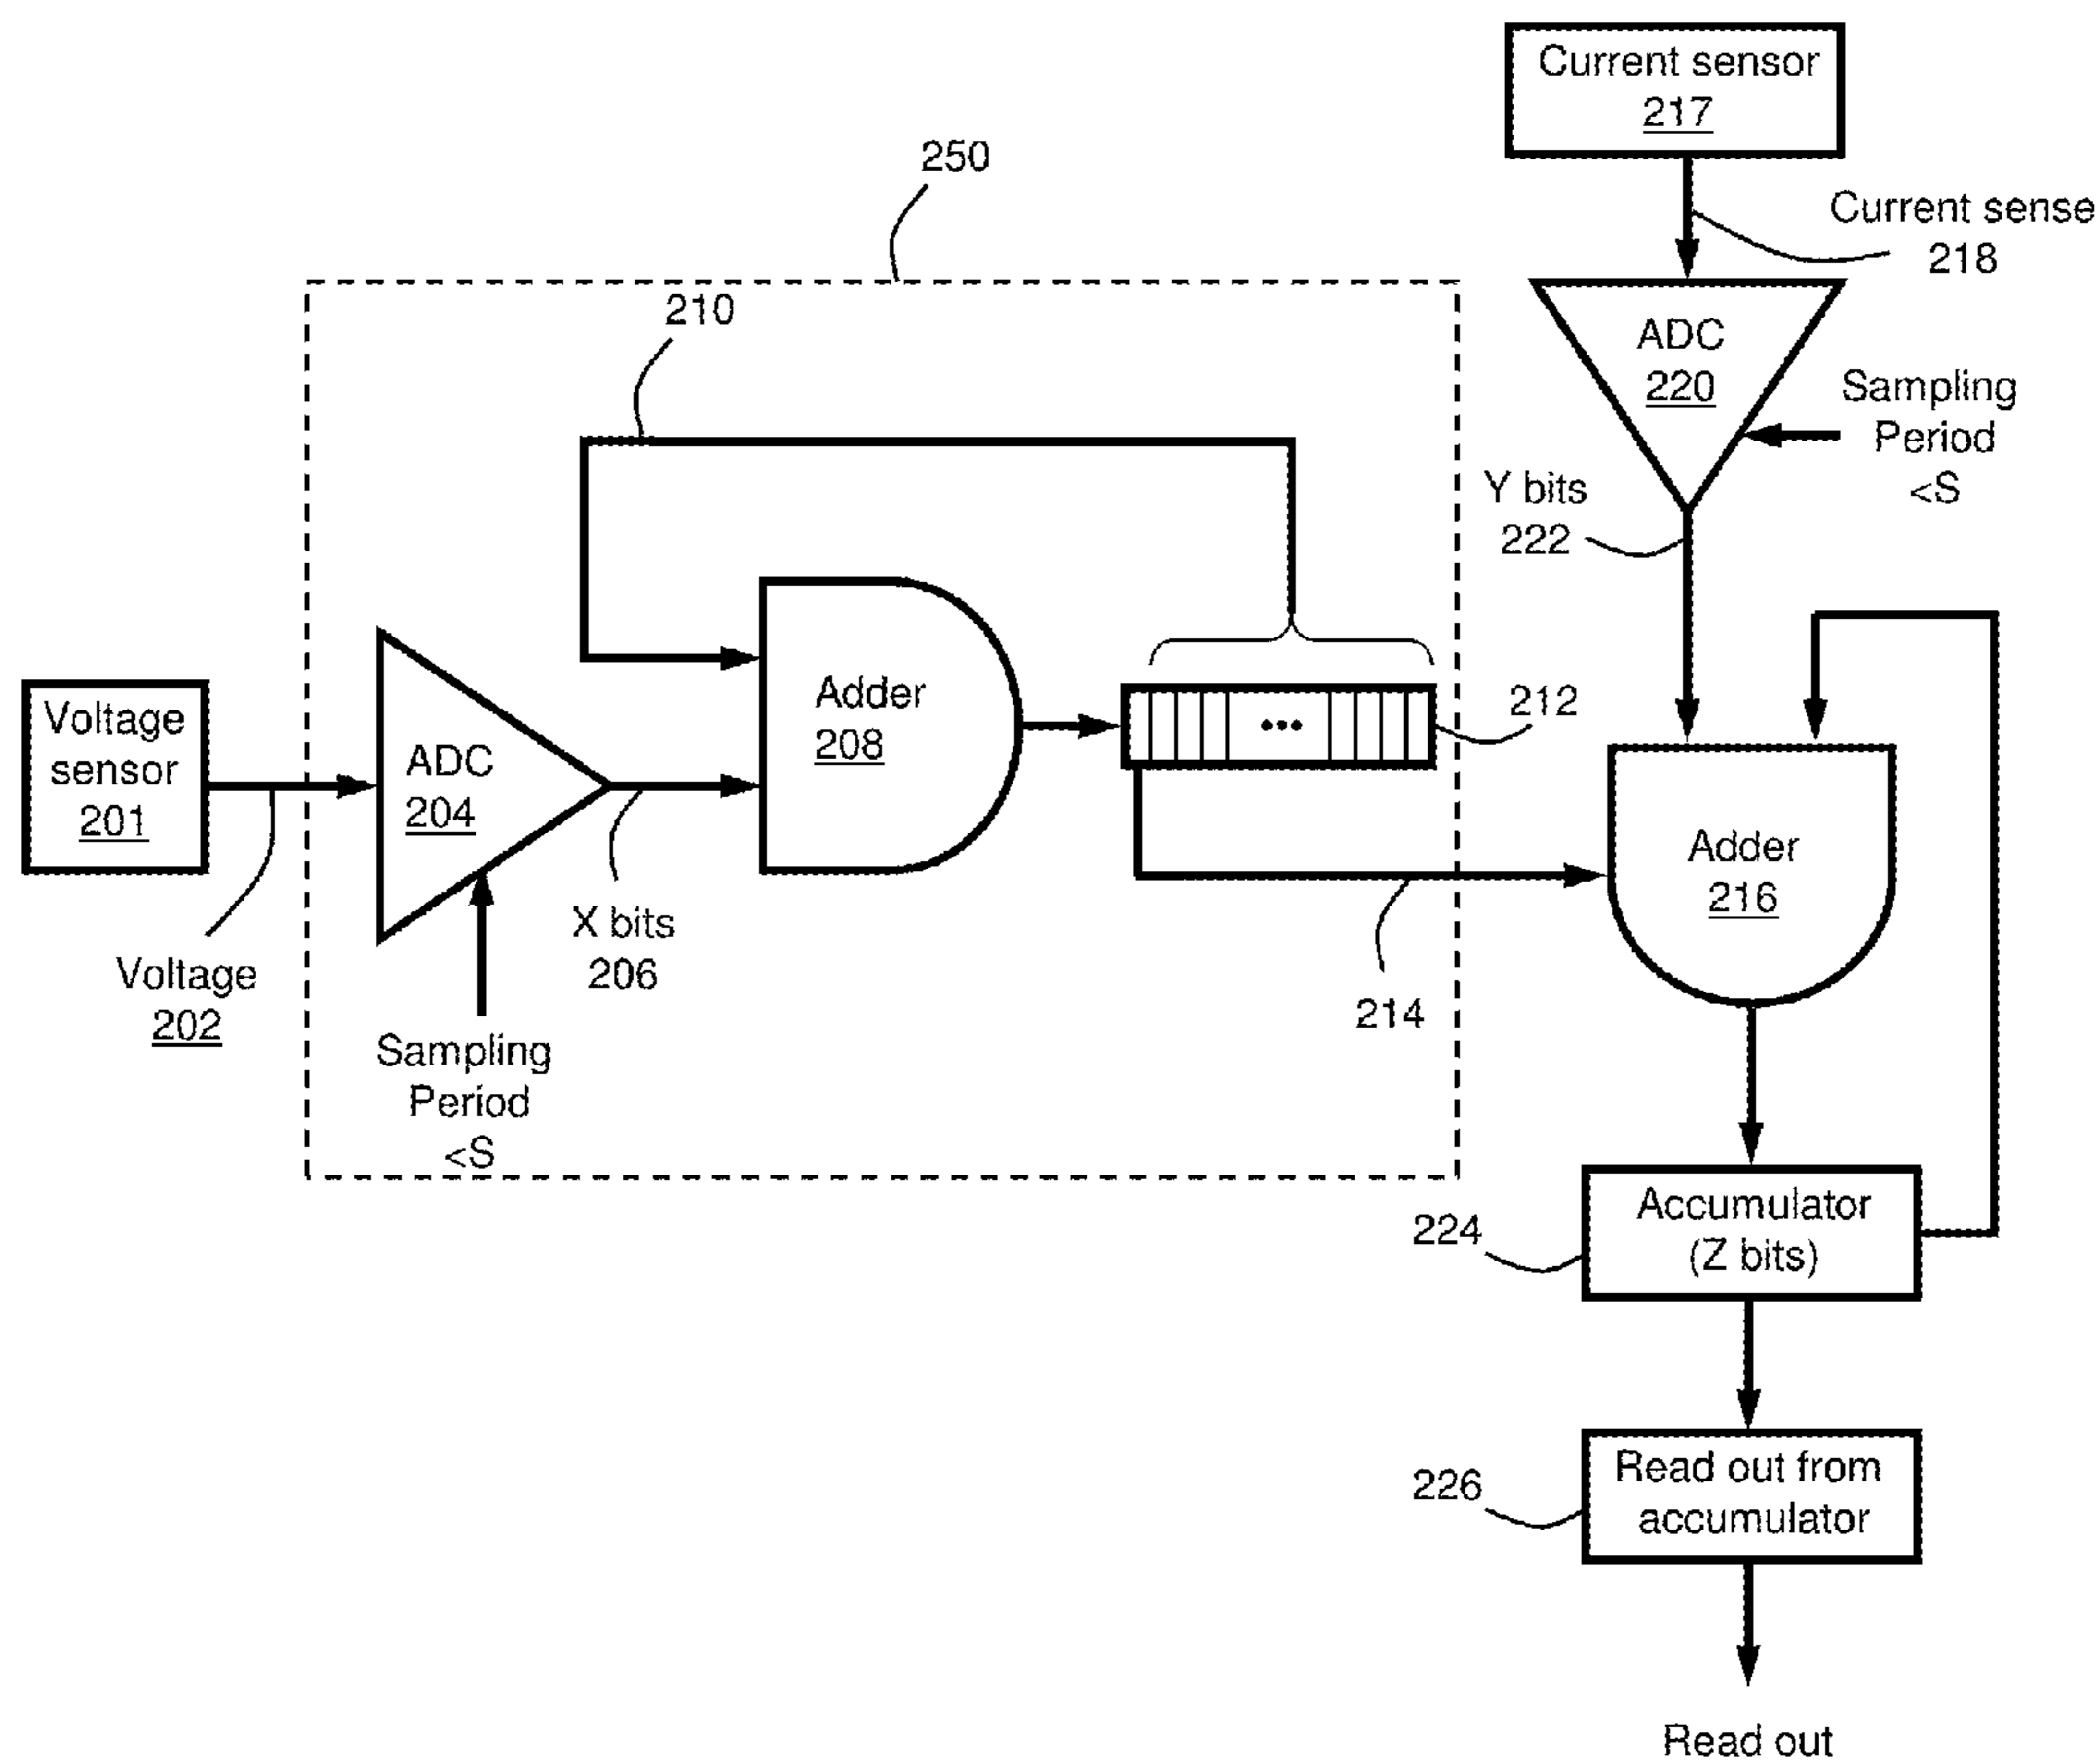 Current sensor
217
250
Current sense
218
210
ADC
220
Sampling
Period
<S
Y bits
222
Voltage
sensor
201
ADC
204
Adder
208
•••
212
Adder
216
X bits
206
Voltage
202
214
Sampling
Period
<S
224
Accumulator
(Z bits)
226
Read out from
accumulator
Read out